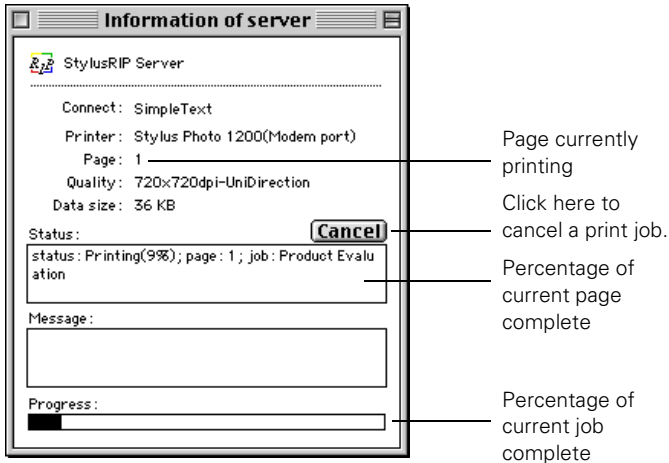 Information of server
RIP StylusRIP Server
Connect: SimpleText
Printer: Stylus Photo 1200(Modem port)
Page: 1
Quality: 720x720dpi-UniDirection
Data size: 36 KB
Status:
Cancel
status:Printing(9%); page:1; job:Product Evalu
ation
Message:
Progress:
Page currently
printing
Click here to
cancel a print job.
Percentage of
current page
complete
Percentage of
current job
complete